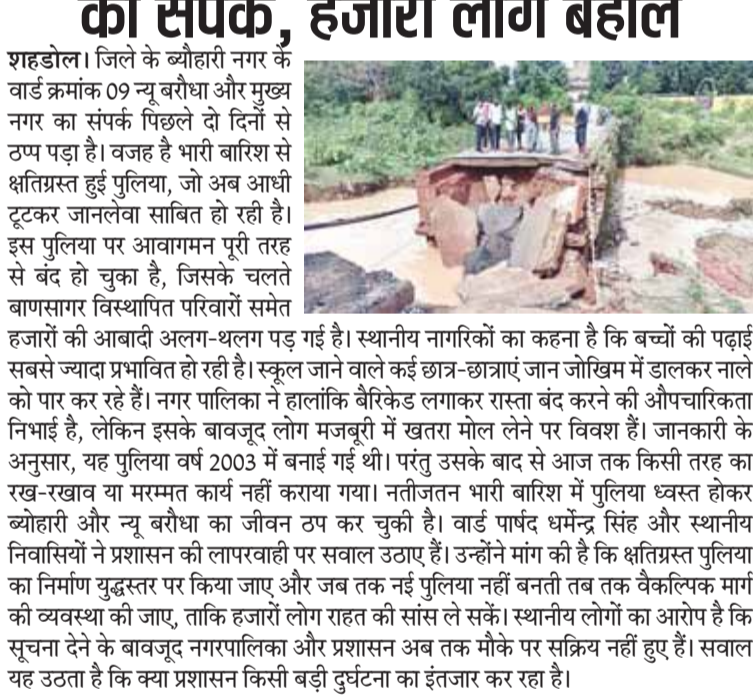 का संपर्क, हजारों लोग बेहाल
शहडोल। जिले के ब्यौहारी नगर के
वार्ड क्रमांक 09 न्यू बरौधा और मुख्य
नगर का संपर्क पिछले दो दिनों से
ठप्प पड़ा है। वजह है भारी बारिश से
क्षतिग्रस्त हुई पुलिया, जो अब आधी
टूटकर जानलेवा साबित हो रही है।
इस पुलिया पर आवागमन पूरी तरह
से बंद हो चुका है, जिसके चलते
बाणसागर विस्थापित परिवारों समेत
हजारों की आबादी अलग-थलग पड़ गई है। स्थानीय नागरिकों का कहना है कि बच्चों की पढ़ाई
सबसे ज्यादा प्रभावित हो रही है। स्कूल जाने वाले कई छात्र-छात्राएं जान जोखिम में डालकर नाले
को पार कर रहे हैं। नगर पालिका ने हालांकि बैरिकेड लगाकर रास्ता बंद करने की औपचारिकता
निभाई है, लेकिन इसके बावजूद लोग मजबूरी में खतरा मोल लेने पर विवश हैं। जानकारी के
अनुसार, यह पुलिया वर्ष 2003 में बनाई गई थी। परंतु उसके बाद से आज तक किसी तरह का
रख-रखाव या मरम्मत कार्य नहीं कराया गया। नतीजतन भारी बारिश में पुलिया ध्वस्त होकर
ब्योहारी और न्यू बरौधा का जीवन ठप कर चुकी है। वार्ड पार्षद धर्मेन्द्र सिंह और स्थानीय
निवासियों ने प्रशासन की लापरवाही पर सवाल उठाए हैं। उन्होंने मांग की है कि क्षतिग्रस्त पुलिया
का निर्माण युद्धस्तर पर किया जाए और जब तक नई पुलिया नहीं बनती तब तक वैकल्पिक मार्ग
की व्यवस्था की जाए, ताकि हजारों लोग राहत की सांस ले सकें। स्थानीय लोगों का आरोप है कि
सूचना देने के बावजूद नगरपालिका और प्रशासन अब तक मौके पर सक्रिय नहीं हुए हैं। सवाल
यह उठता है कि क्या प्रशासन किसी बड़ी दुर्घटना का इंतजार कर रहा है।